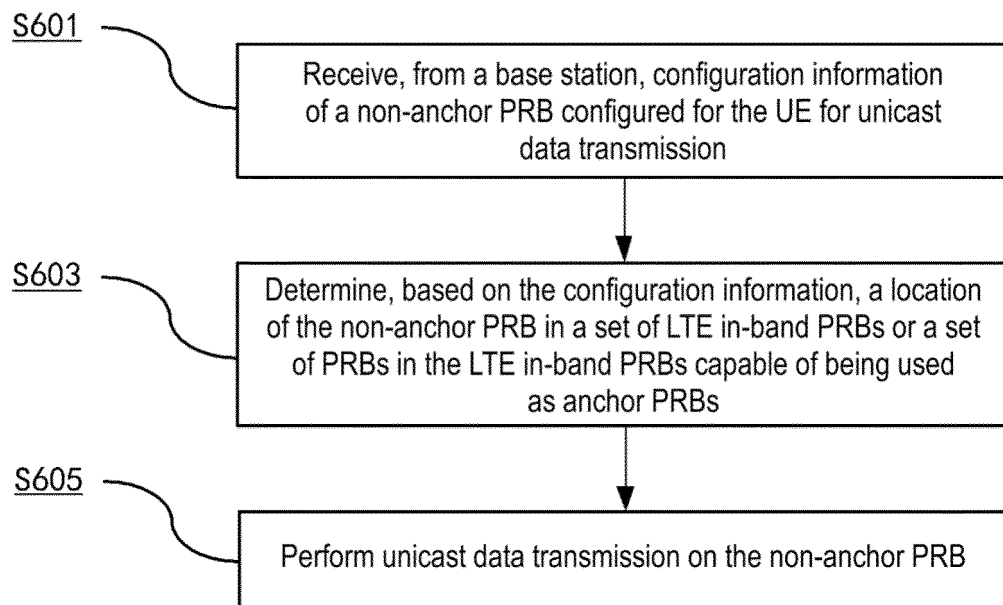 S601
Receive, from a base station, configuration information
of a non-anchor PRB configured for the UE for unicast
data transmission
S603
Determine, based on the configuration information, a location
of the non-anchor PRB in a set of LTE in-band PRBs or a set
of PRBs in the LTE in-band PRBs capable of being used
as anchor PRBs
S605
Perform unicast data transmission on the non-anchor PRB